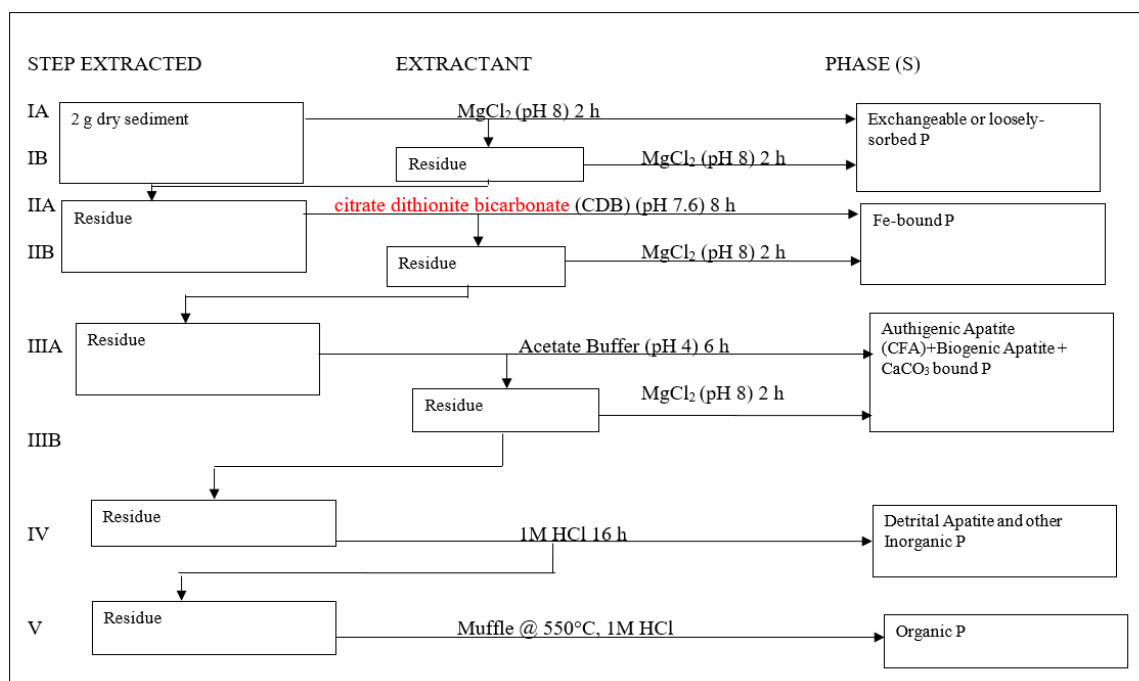 STEP EXTRACTED EXTRACTANT PHASE (S)
IA 2 g dry sediment MgCl₂ (pH 8) 2 h Exchangeable or loosely-
sorbed P
IB Residue MgCl₂ (pH 8) 2 h
IIA Residue citrate dithionite bicarbonate (CDB) (pH 7.6) 8 h Fe-bound P
IIB Residue MgCl₂ (pH 8) 2 h
IIIA Residue Acetate Buffer (pH 4) 6 h Authigenic Apatite
(CFA)+Biogenic Apatite +
CaCO₃ bound P
Residue MgCl₂ (pH 8) 2 h
IIIB
IV Residue 1M HCl 16 h Detrital Apatite and other
Inorganic P
V Residue Muffle @ 550°C, 1M HCl Organic P